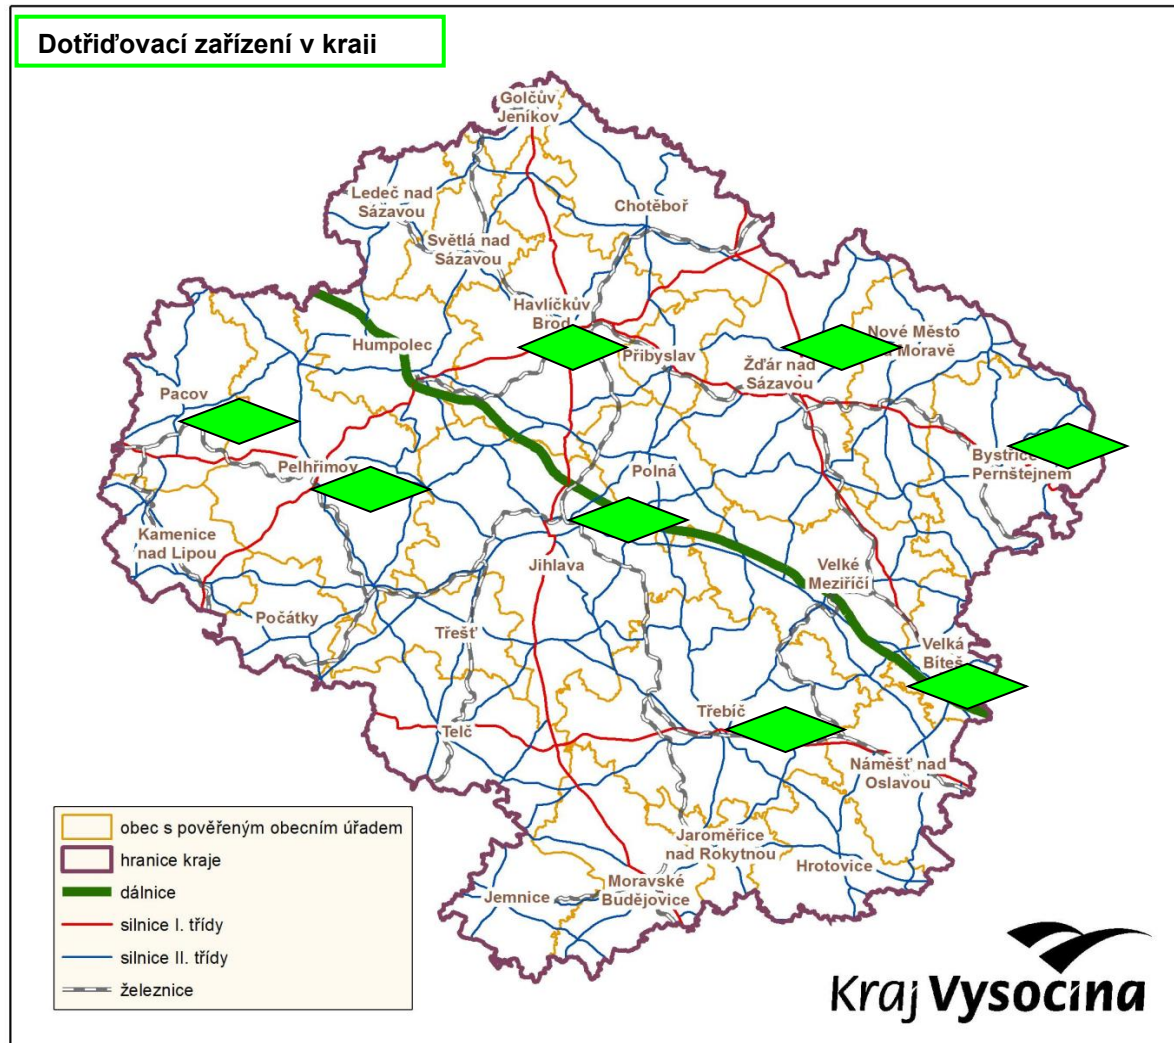 Dotřiďovací zařízení v kraji
Golčův
Jeníkov
Ledeč nad
Sázavou
Chotěboř
Světlá nad
Sázavou
Havlíčkův
Brod
Humpolec
Přibyslav
Nové Město
Moravě
Žďár nad
Sázavou
Pacov
Pelhřimov
Polná
Bystřice
Pernštejnem
Kamenice
nad Lipou
Jihlava
Velké
Meziříčí
Počátky
Třešť
Velká
Bíteš
Telč
Třebíč
Náměšť nad
Oslavou
Jaroměřice
nad Rokytnou
Hrotovice
Jemnice
Moravské
Budějovice
obec s pověřeným obecním úřadem
hranice kraje
dálnice
silnice I. třídy
silnice II. třídy
železnice
Kraj Vysočina